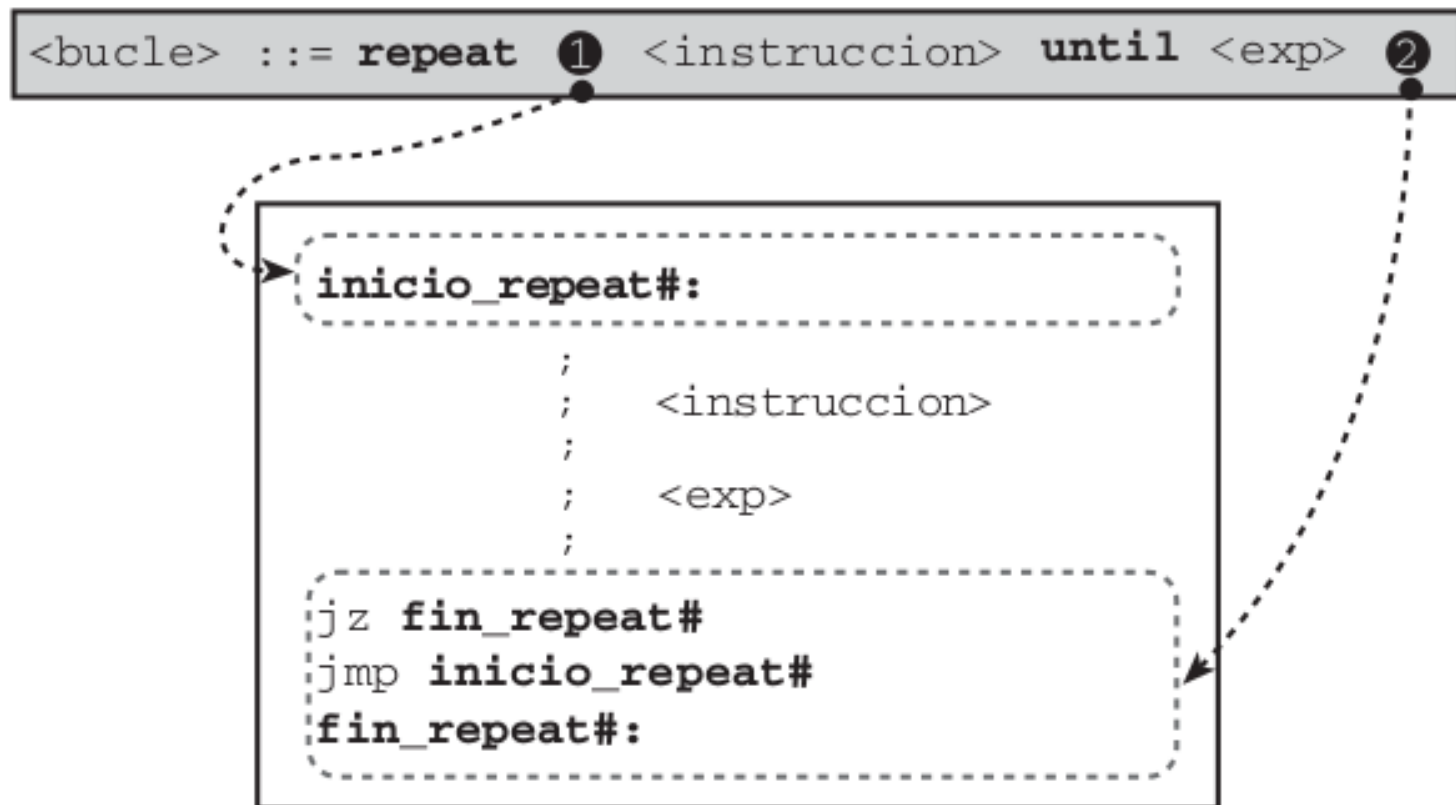 <bucle> ::= repeat ❶ <instruccion> until <exp> ❷
inicio_repeat#:
;
; <instruccion>
;
; <exp>
;
jz fin_repeat#
jmp inicio_repeat#
fin_repeat#: